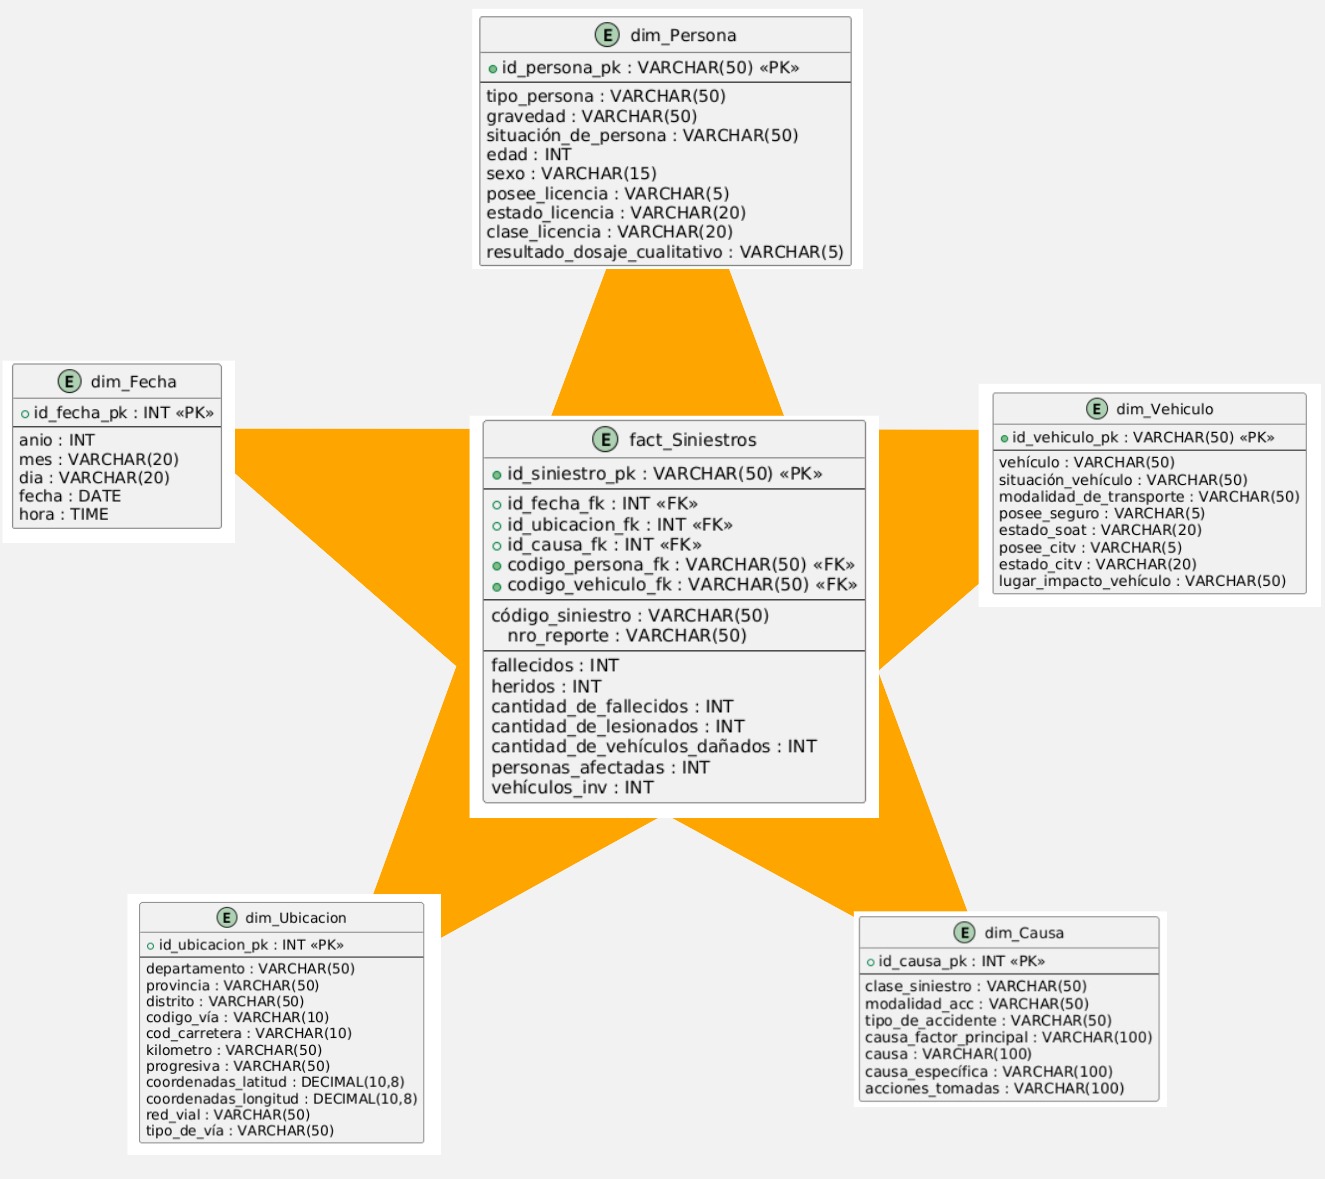 E dim_Persona
id_persona_pk : VARCHAR(50) «PK»
tipo_persona : VARCHAR(50)
gravedad : VARCHAR(50)
situación_de_persona : VARCHAR(50)
edad : INT
sexo : VARCHAR(15)
posee_licencia : VARCHAR(5)
estado_licencia : VARCHAR(20)
clase_licencia : VARCHAR(20)
resultado_dosaje_cualitativo : VARCHAR(5)
E dim_Fecha
id_fecha_pk : INT «PK»
anio : INT
mes : VARCHAR(20)
dia : VARCHAR(20)
fecha : DATE
hora : TIME
E fact_Siniestros
id_siniestro_pk : VARCHAR(50) «PK»
id_fecha_fk : INT «FK»
id_ubicacion_fk : INT «FK»
id_causa_fk : INT «FK»
codigo_persona_fk : VARCHAR(50) «FK»
codigo_vehiculo_fk : VARCHAR(50) «FK»
código_siniestro : VARCHAR(50)
nro_reporte : VARCHAR(50)
fallecidos : INT
heridos : INT
cantidad_de_fallecidos : INT
cantidad_de_lesionados : INT
cantidad_de_vehículos_dañados : INT
personas_afectadas : INT
vehículos_inv : INT
E dim_Vehiculo
id_vehiculo_pk : VARCHAR(50) «PK»
vehículo : VARCHAR(50)
situación_vehículo : VARCHAR(50)
modalidad_de_transporte : VARCHAR(50)
posee_seguro : VARCHAR(5)
estado_soat : VARCHAR(20)
posee_citv : VARCHAR(5)
estado_citv : VARCHAR(20)
lugar_impacto_vehículo : VARCHAR(50)
E dim_Ubicacion
id_ubicacion_pk : INT «PK»
departamento : VARCHAR(50)
provincia : VARCHAR(50)
distrito : VARCHAR(50)
codigo_vía : VARCHAR(10)
cod_carretera : VARCHAR(10)
kilometro : VARCHAR(50)
progresiva : VARCHAR(50)
coordenadas_latitud : DECIMAL(10,8)
coordenadas_longitud : DECIMAL(10,8)
red_vial : VARCHAR(50)
tipo_de_vía : VARCHAR(50)
E dim_Causa
id_causa_pk : INT «PK»
clase_siniestro : VARCHAR(50)
modalidad_acc : VARCHAR(50)
tipo_de_accidente : VARCHAR(50)
causa_factor_principal : VARCHAR(100)
causa : VARCHAR(100)
causa_específica : VARCHAR(100)
acciones_tomadas : VARCHAR(100)